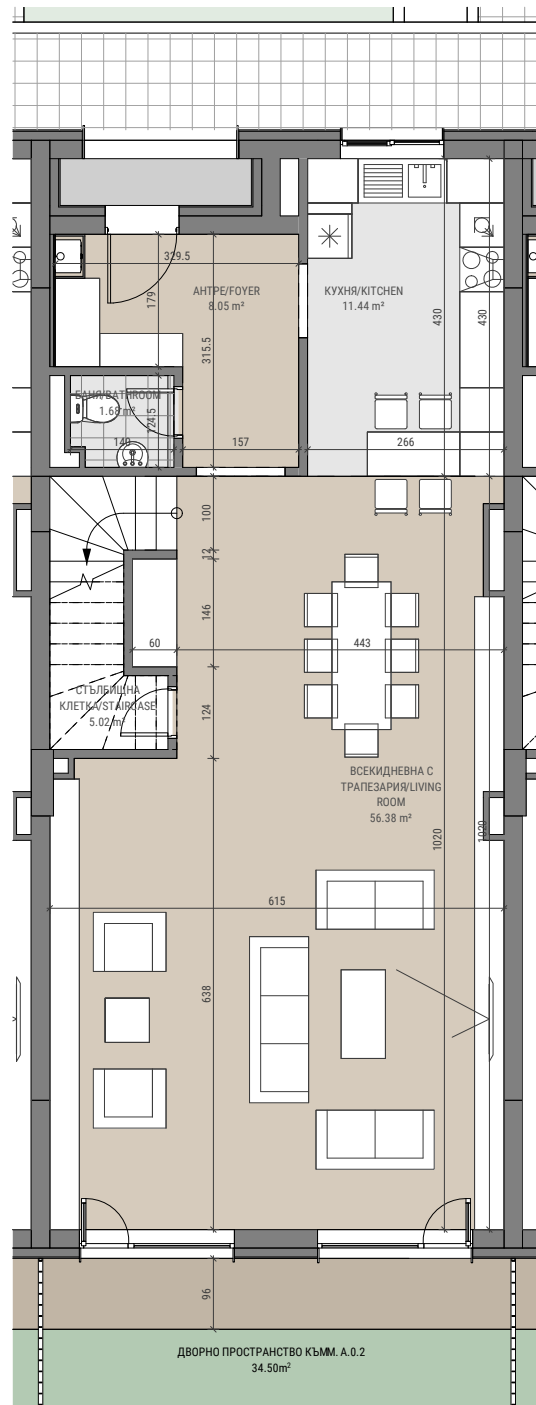 329.5
АНТРЕ/FOYER
8.05 m²
КУХНЯ/KITCHEN
11.44 m²
179
315.5
430
430
БАНЯ/BATHROOM
1.68 m²
124.5
140
157
266
100
12
146
60
443
СТЪЛБИЩНА
КЛЕТКА/STAIRCASE
5.02 m²
124
ВСЕКИДНЕВНА С
ТРАПЕЗАРИЯ/LIVING
ROOM
56.38 m²
1020
1020
615
638
96
ДВОРНО ПРОСТРАНСТВО КЪММ. А.0.2
34.50m²